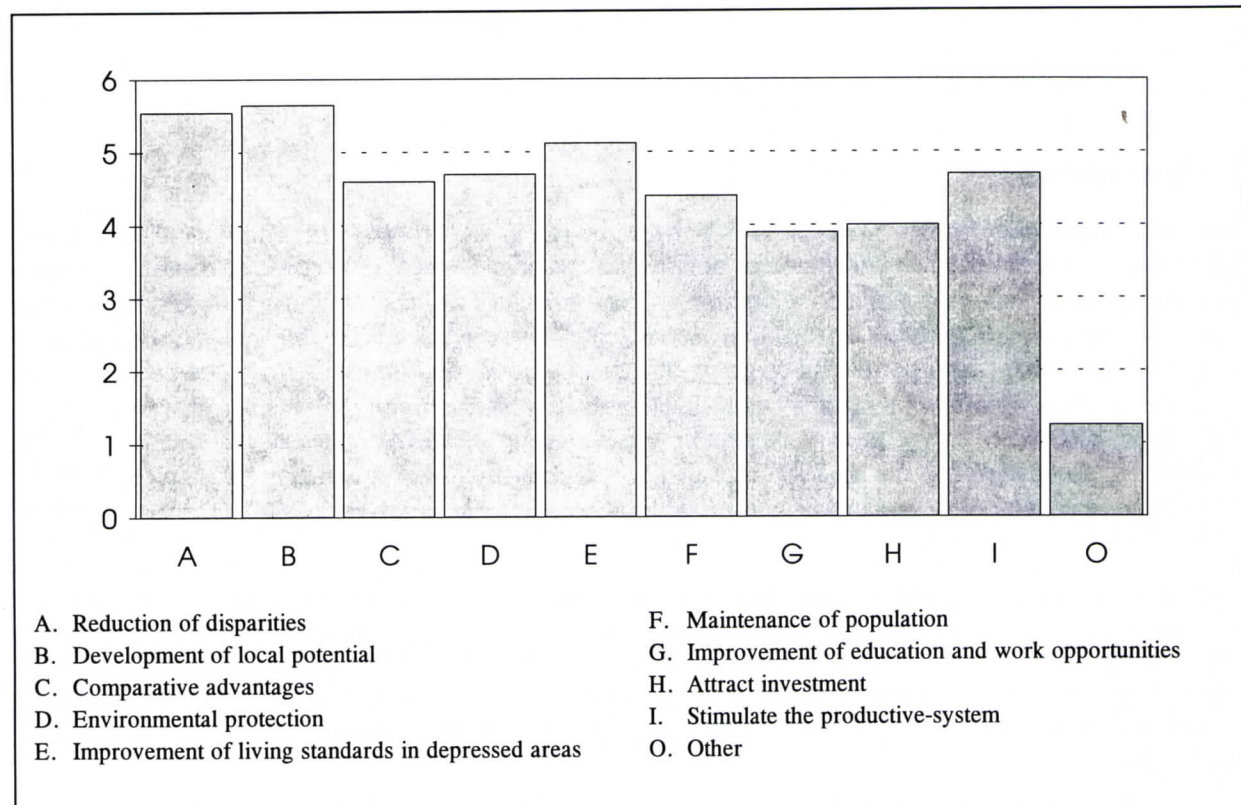 6
5
4
3
2
1
0
A B C D E F G H I O
A. Reduction of disparities
B. Development of local potential
C. Comparative advantages
D. Environmental protection
E. Improvement of living standards in depressed areas
F. Maintenance of population
G. Improvement of education and work opportunities
H. Attract investment
I. Stimulate the productive-system
O. Other